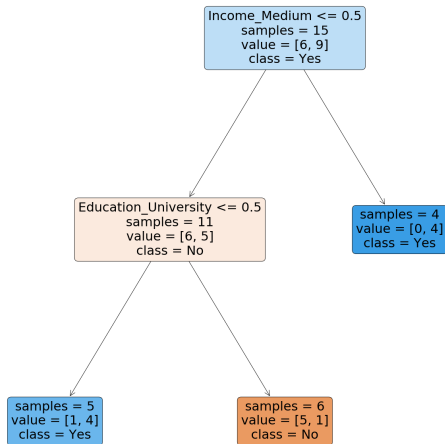 Income_Medium <= 0.5
samples = 15
value = [6, 9]
class = Yes
Education_University <= 0.5
samples = 11
value = [6, 5]
class = No
samples = 4
value = [0, 4]
class = Yes
samples = 5
value = [1, 4]
class = Yes
samples = 6
value = [5, 1]
class = No